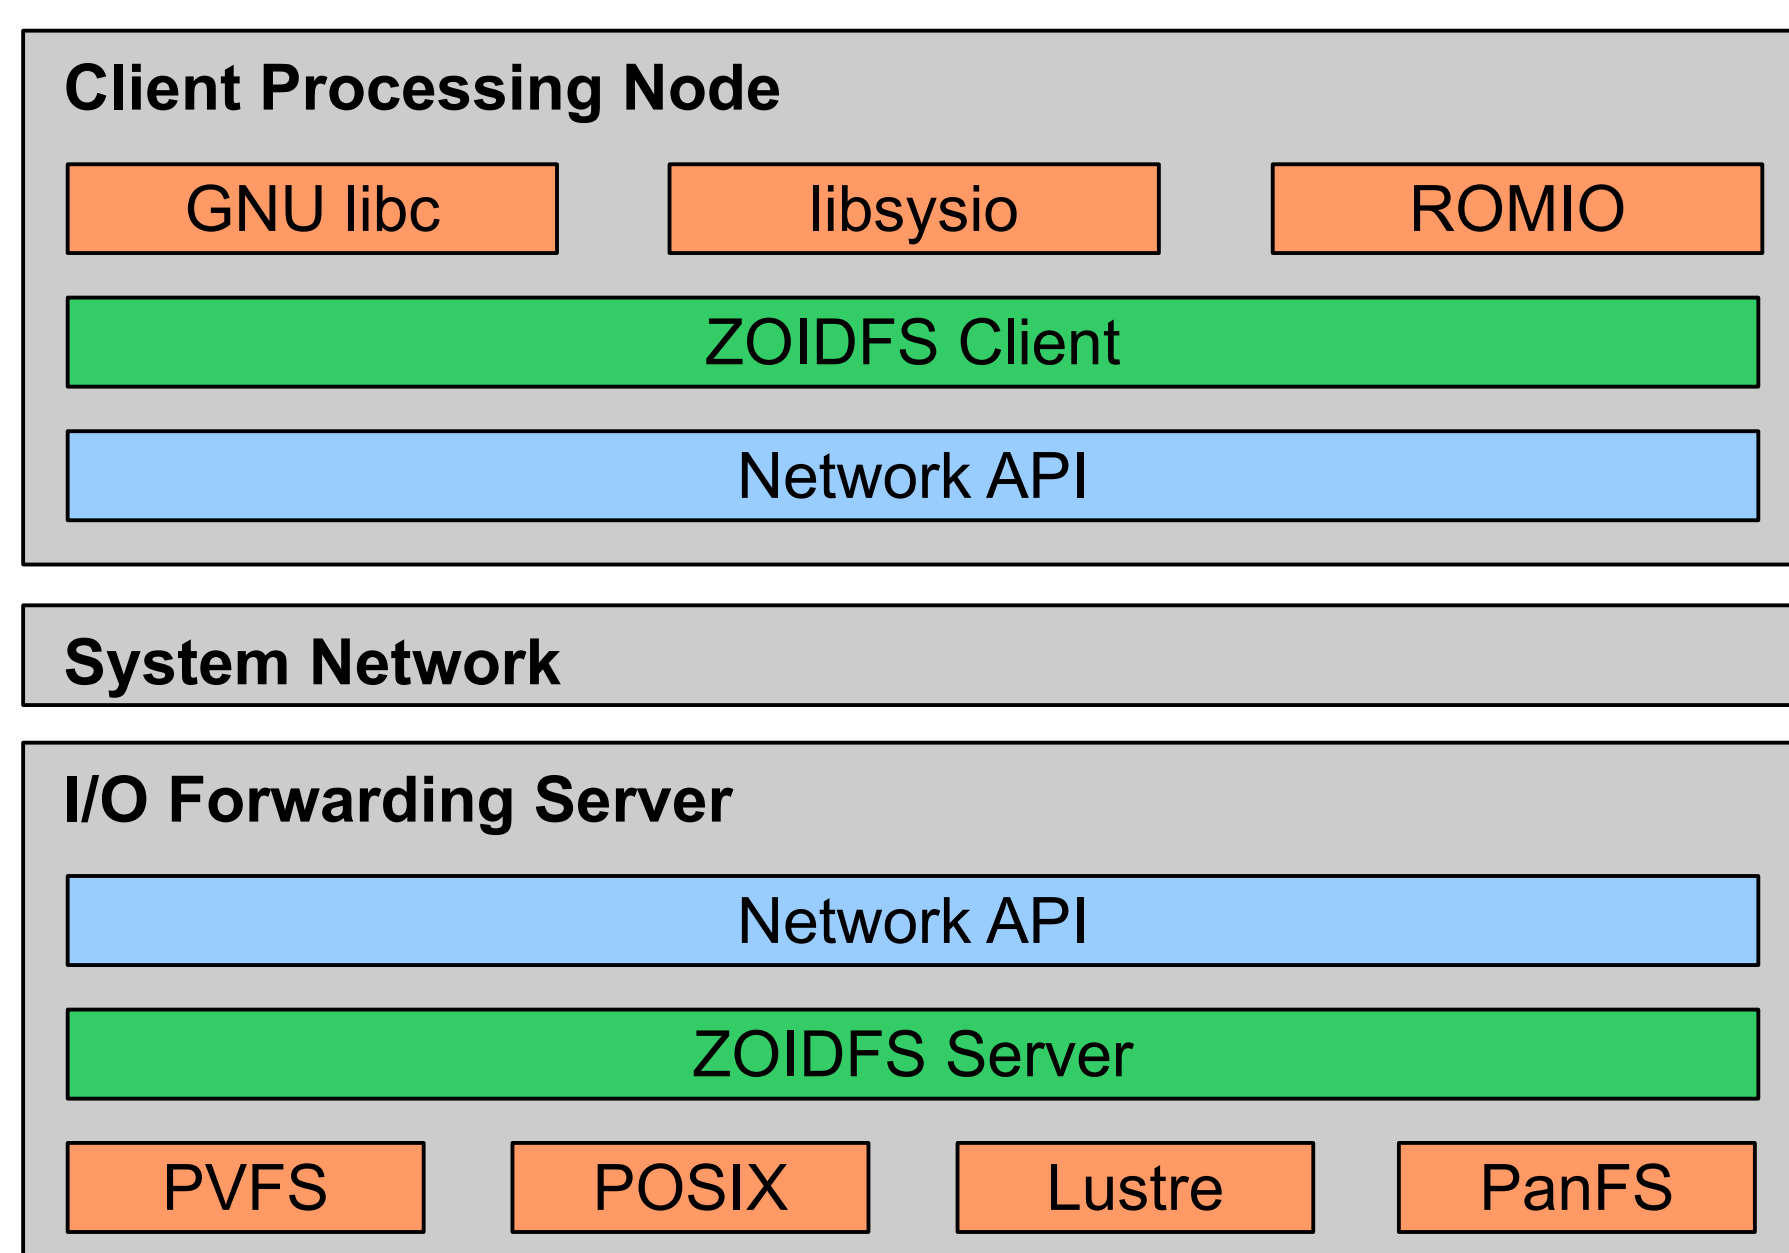 Client Processing Node
GNU libc libsysio ROMIO
ZOIDFS Client
Network API
System Network
I/O Forwarding Server
Network API
ZOIDFS Server
PVFS POSIX Lustre PanFS